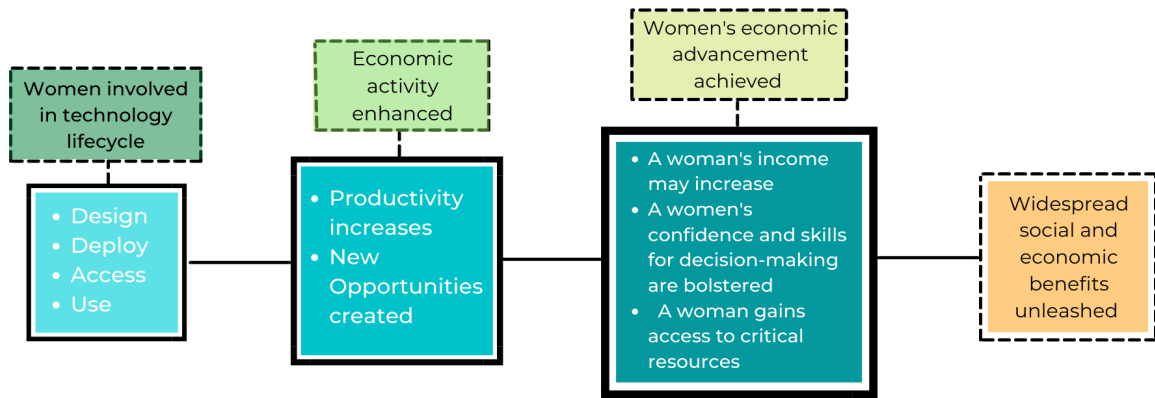 Women involved
in technology
lifecycle
• Design
• Deploy
• Access
• Use
Economic
activity
enhanced
• Productivity
increases
• New
Opportunities
created
Women's economic
advancement
achieved
• A woman's income
may increase
• A women's
confidence and skills
for decision-making
are bolstered
• A woman gains
access to critical
resources
Widespread
social and
economic
benefits
unleashed